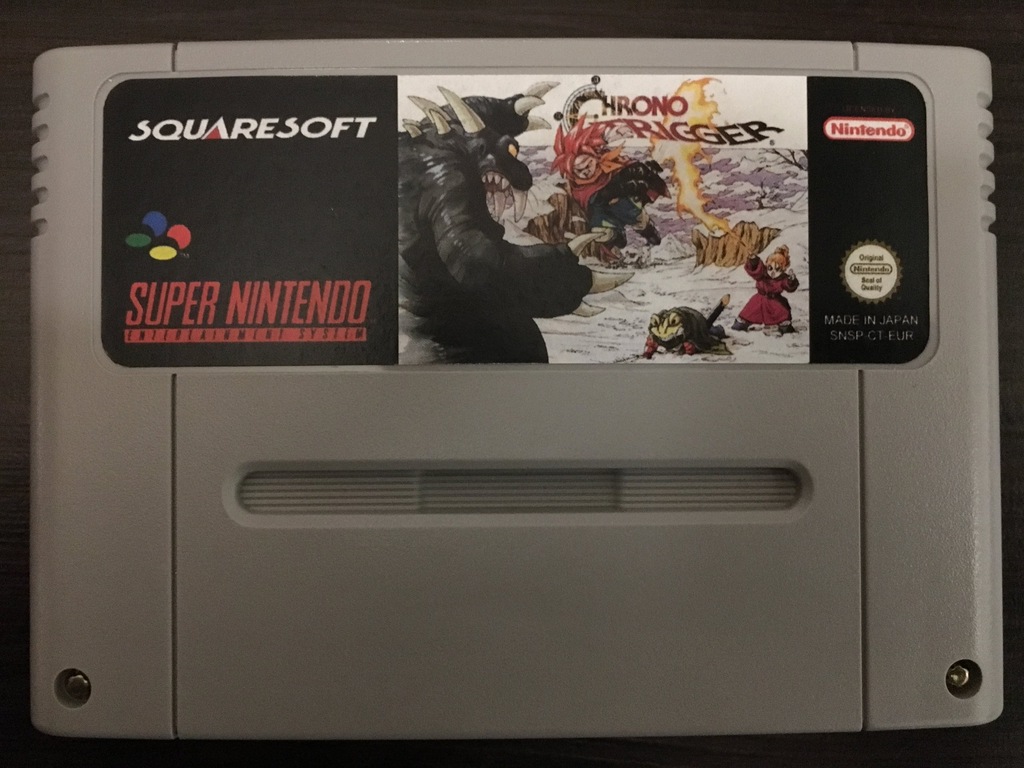 SQUARESOFT
CHRONO
TRIGGER
Nintendo
TM
SUPER NINTENDO
ENTERTAINMENT SYSTEM
Original
Nintendo
Seal of
Quality
MADE IN JAPAN
SNSP-CT-EUR